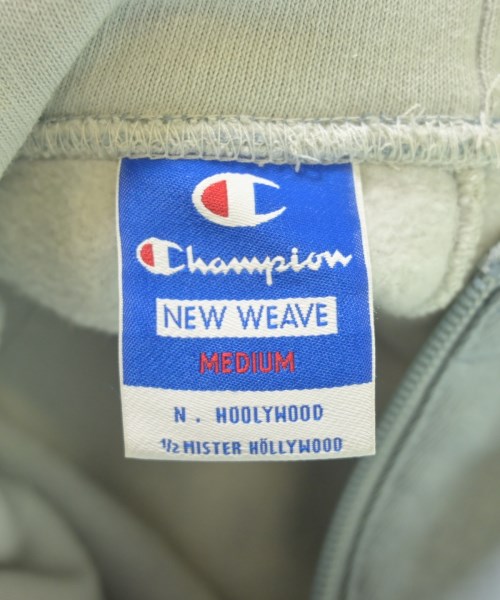 Champion
NEW WEAVE
MEDIUM
N. HOOLYWOOD
1/2 MISTER HÖLLYWOOD